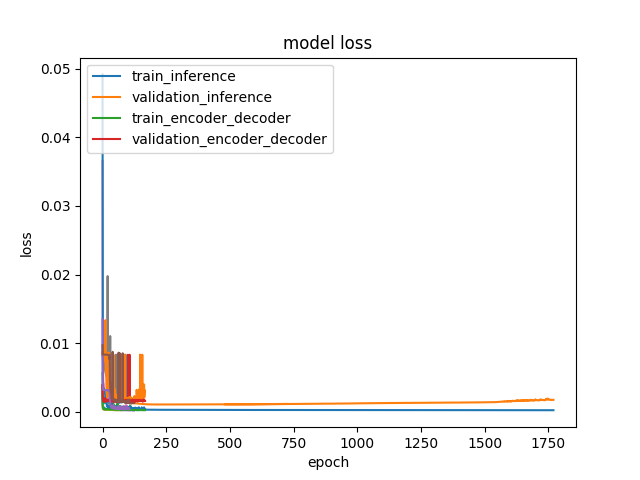 model loss
train_inference
validation_inference
train_encoder_decoder
validation_encoder_decoder
0.05
0.04
0.03
0.02
0.01
0.00
loss
0 250 500 750 1000 1250 1500 1750
epoch